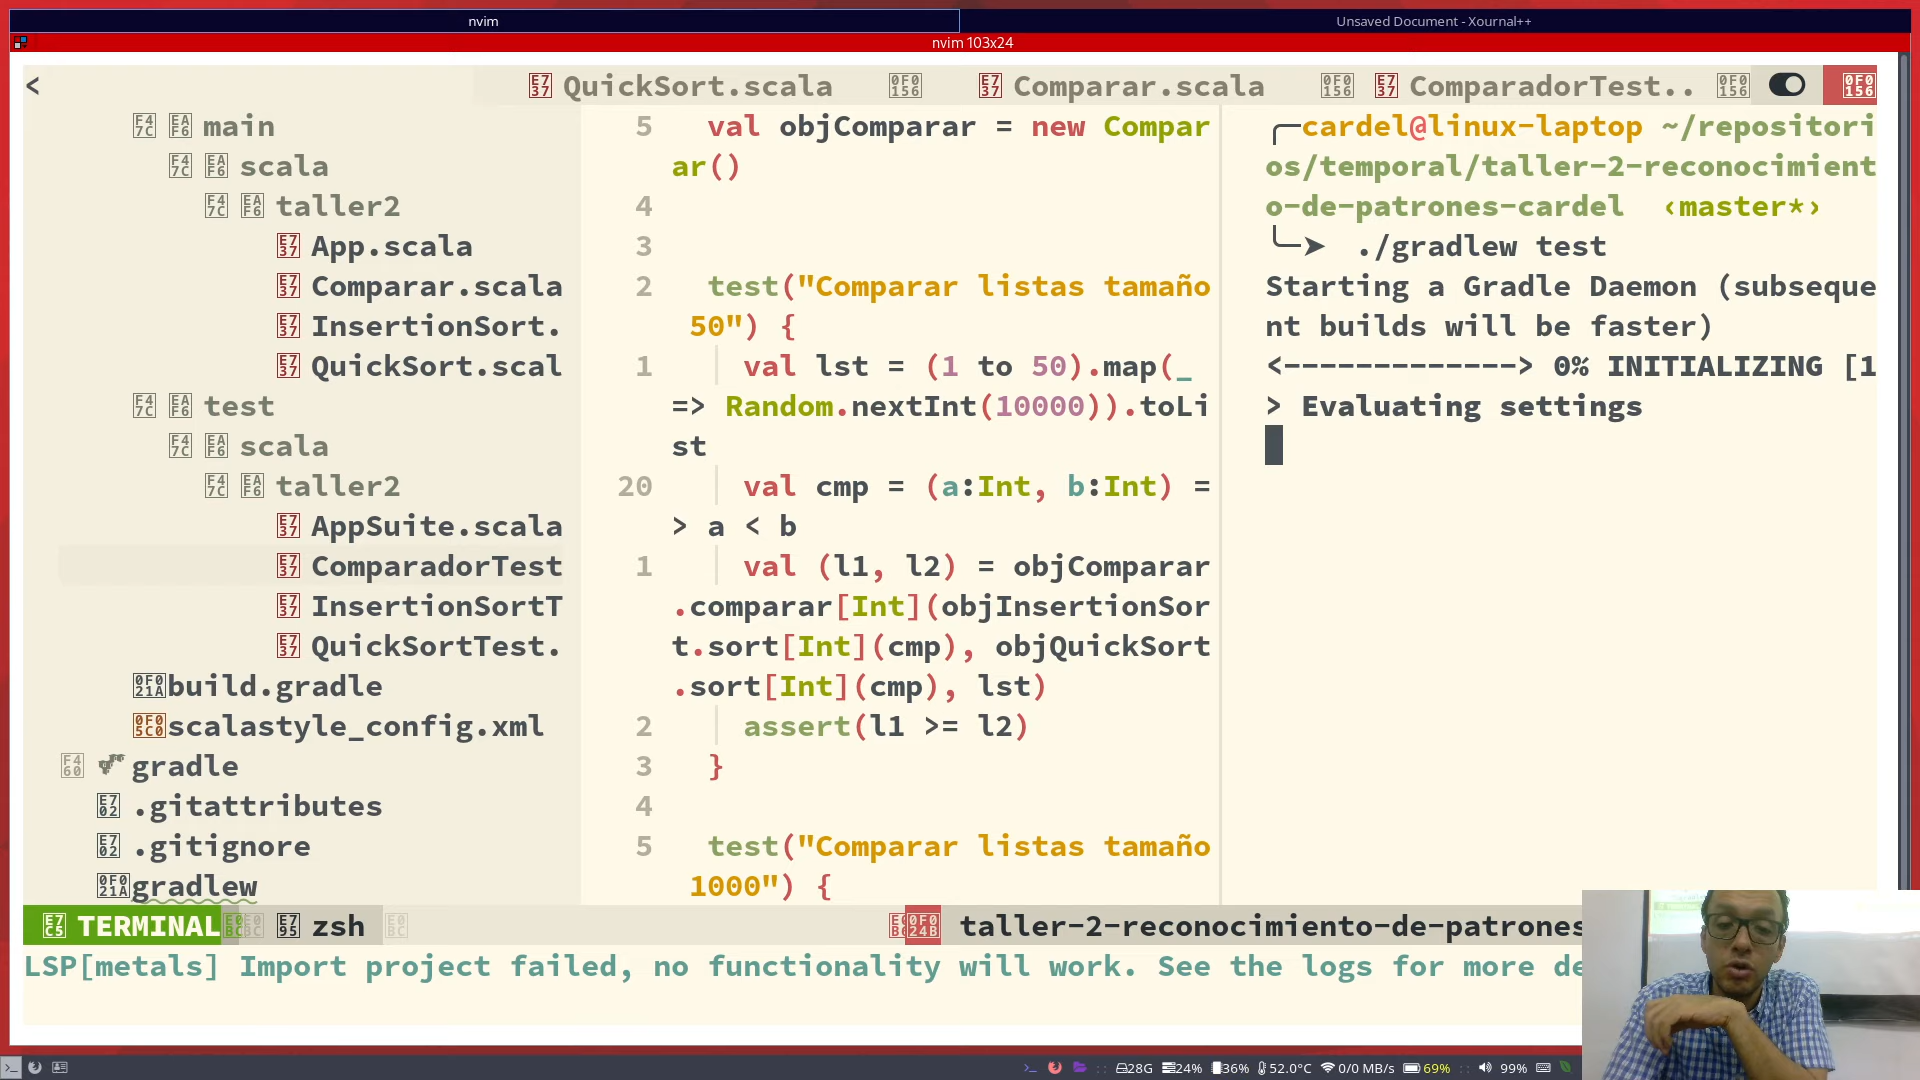 nvim
Unsaved Document - Xournal++
nvim 103x24
< QuickSort.scala Comparar.scala ComparadorTest..
main
scala
taller2
App.scala
Comparar.scala
InsertionSort.
QuickSort.scal
test
scala
taller2
AppSuite.scala
ComparadorTest
InsertionSortT
QuickSortTest.
build.gradle
scalastyle_config.xml
gradle
.gitattributes
.gitignore
gradlew
5 val objComparar = new Compar
ar()
4
3
2 test("Comparar listas tamaño
50") {
1 val lst = (1 to 50).map(_
=> Random.nextInt(10000)).toLi
st
20 val cmp = (a:Int, b:Int) =
> a < b
1 val (l1, l2) = objComparar
.comparar[Int](objInsertionSor
t.sort[Int](cmp), objQuickSort
.sort[Int](cmp), lst)
2 assert(l1 >= l2)
3 }
4
5 test("Comparar listas tamaño
1000") {
╭─cardel@linux-laptop ~/repositori
os/temporal/taller-2-reconocimient
o-de-patrones-cardel ‹master*›
╰─➤ ./gradlew test
Starting a Gradle Daemon (subseque
nt builds will be faster)
<-------------> 0% INITIALIZING [1
> Evaluating settings
TERMINAL zsh taller-2-reconocimiento-de-patrones
LSP[metals] Import project failed, no functionality will work. See the logs for more de
28G 24% 36% 52.0°C 0/0 MB/s 69% 99%